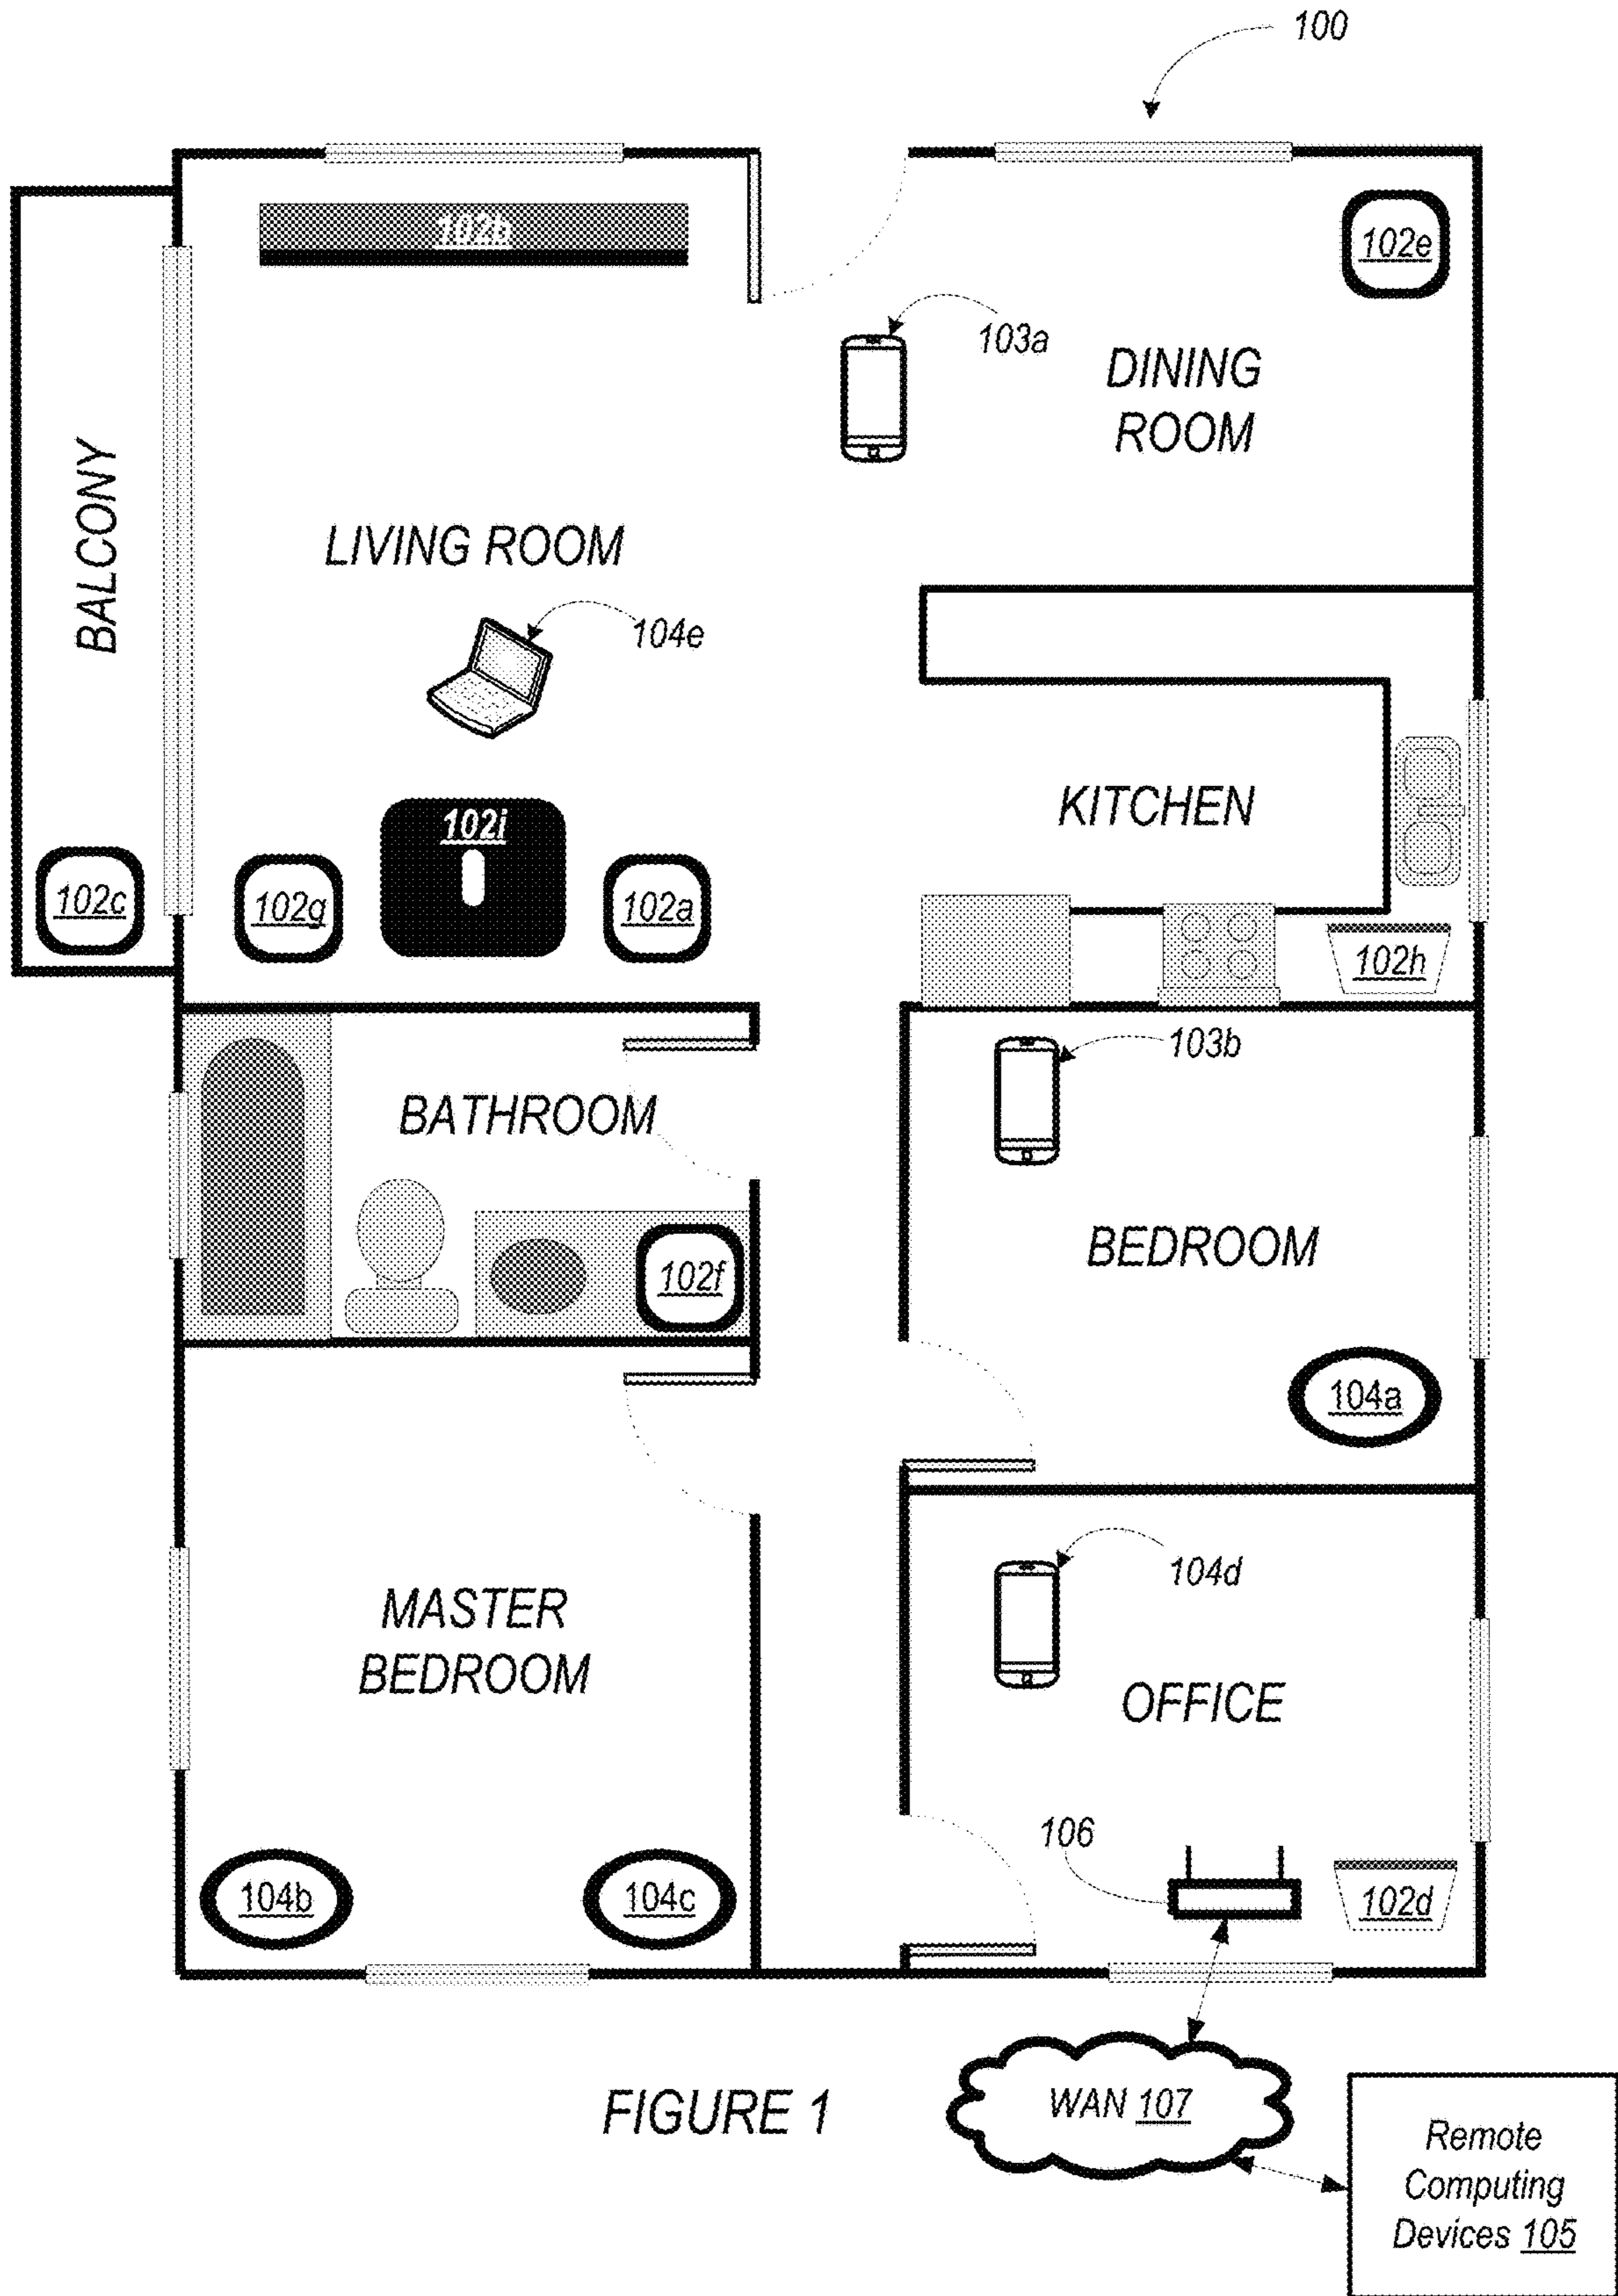 100
102b
102e
103a
DINING
ROOM
BALCONY
LIVING ROOM
104e
102i
KITCHEN
102c
102g
102a
102h
103b
BATHROOM
BEDROOM
102f
104a
104d
MASTER
BEDROOM
OFFICE
106
104b
104c
102d
FIGURE 1
WAN 107
Remote
Computing
Devices 105